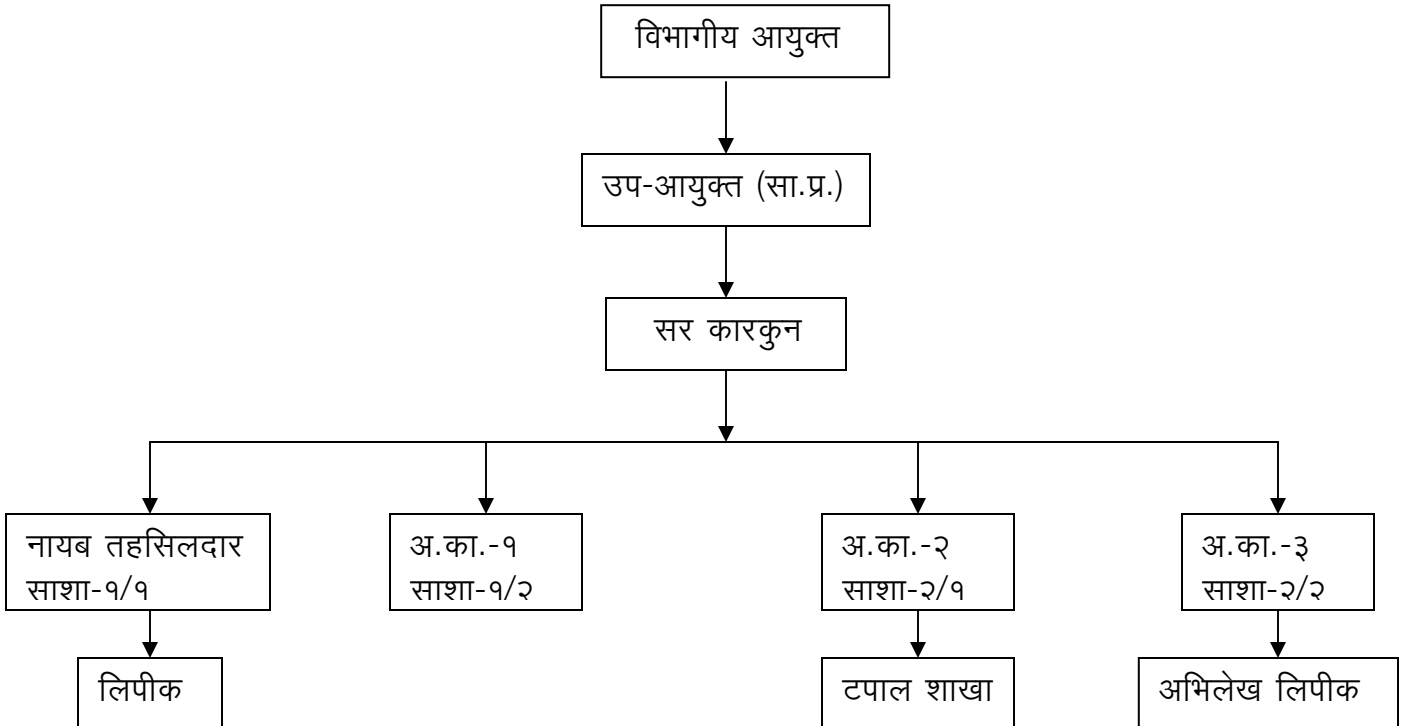 विभागीय आयुक्त
उप-आयुक्त (सा.प्र.)
सर कारकुन
नायब तहसिलदार
साशा-१/१
अ.का.-१
साशा-१/२
अ.का.-२
साशा-२/१
अ.का.-३
साशा-२/२
लिपीक
टपाल शाखा
अभिलेख लिपीक